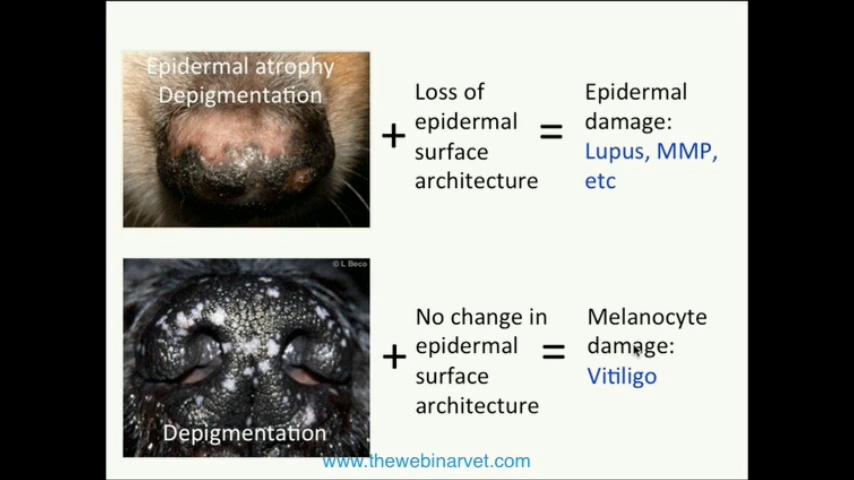 Epidermal atrophy
Depigmentation
+
Loss of
epidermal
surface
architecture
=
Epidermal
damage:
Lupus, MMP,
etc
© L Beco
Depigmentation
+
No change in
epidermal
surface
architecture
=
Melanocyte
damage:
Vitiligo
www.thewebinarvet.com